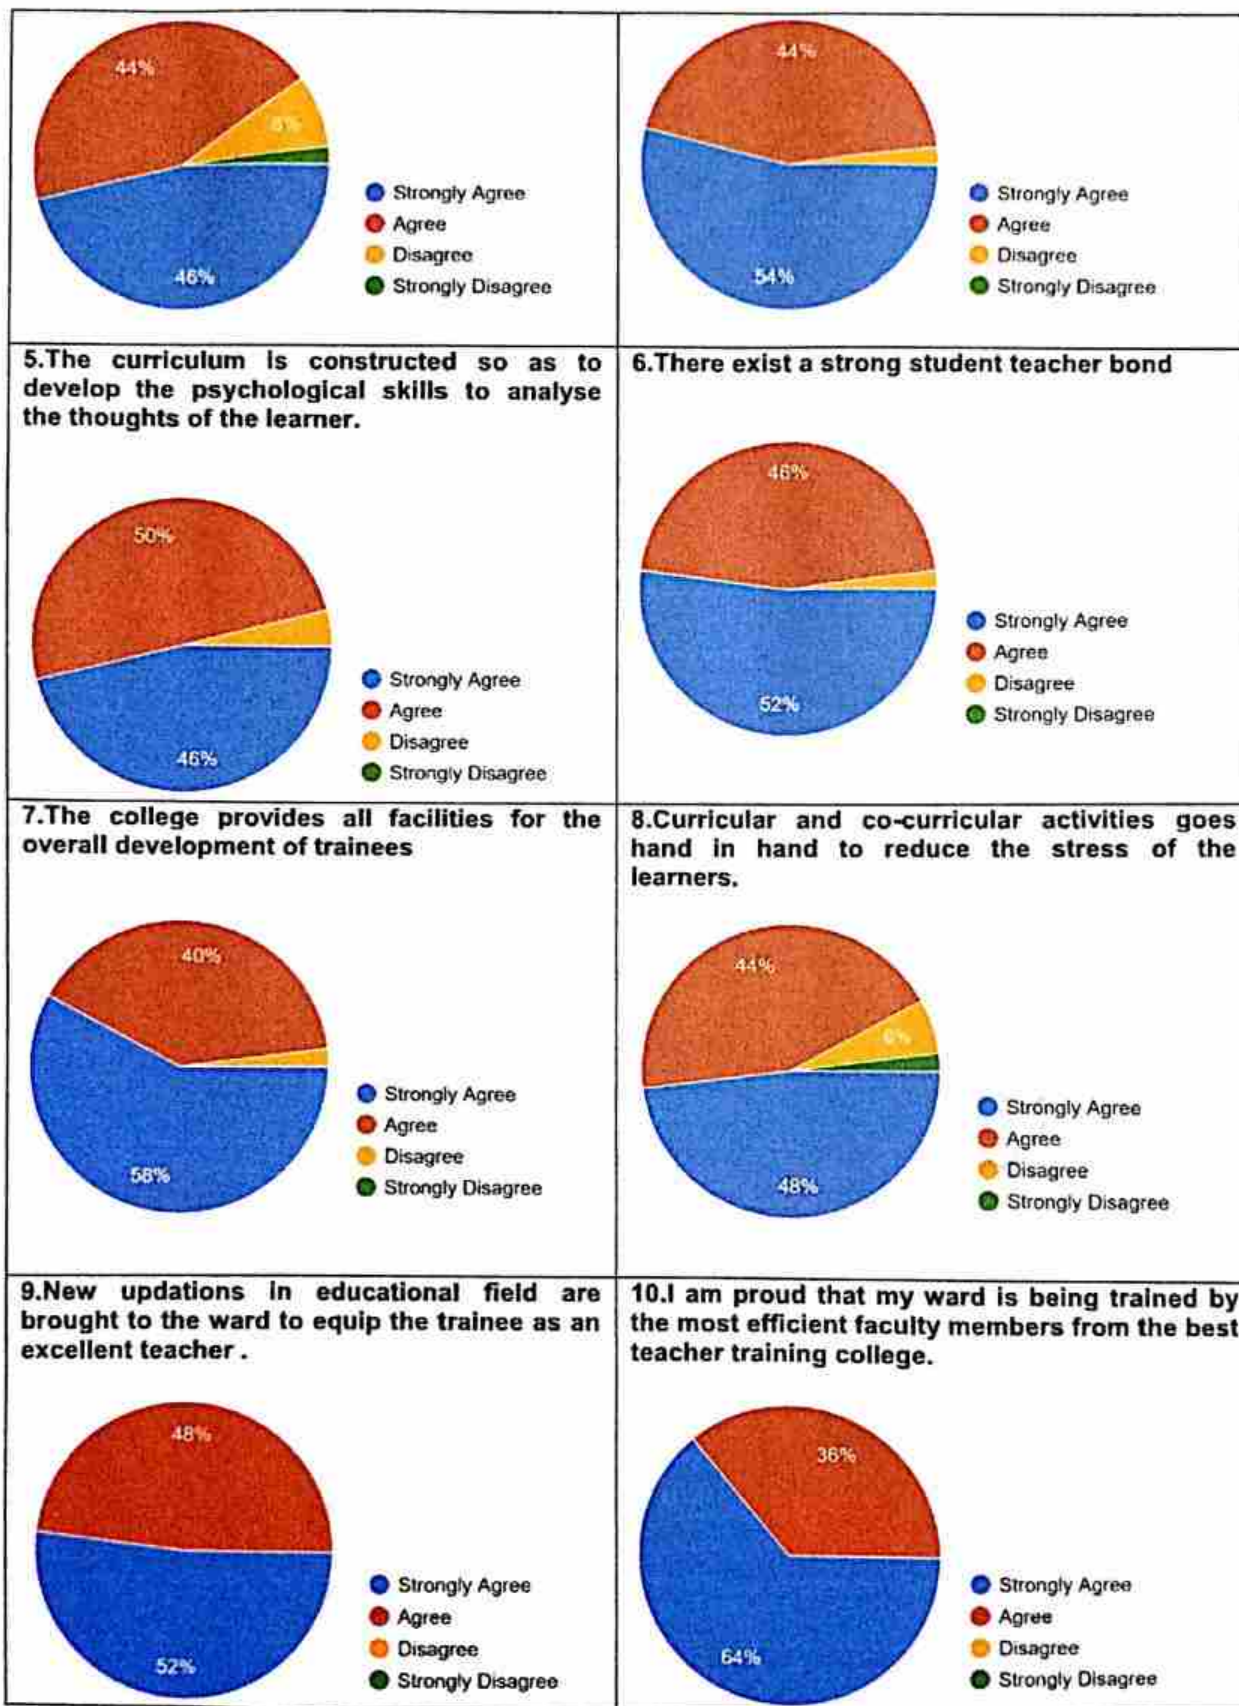 44%
8%
46%
Strongly Agree
Agree
Disagree
Strongly Disagree
44%
54%
Strongly Agree
Agree
Disagree
Strongly Disagree
5.The curriculum is constructed so as to
develop the psychological skills to analyse
the thoughts of the learner.
50%
46%
Strongly Agree
Agree
Disagree
Strongly Disagree
6.There exist a strong student teacher bond
46%
52%
Strongly Agree
Agree
Disagree
Strongly Disagree
7.The college provides all facilities for the
overall development of trainees
40%
58%
Strongly Agree
Agree
Disagree
Strongly Disagree
8.Curricular and co-curricular activities goes
hand in hand to reduce the stress of the
learners.
44%
6%
48%
Strongly Agree
Agree
Disagree
Strongly Disagree
9.New updations in educational field are
brought to the ward to equip the trainee as an
excellent teacher .
48%
52%
Strongly Agree
Agree
Disagree
Strongly Disagree
10.I am proud that my ward is being trained by
the most efficient faculty members from the best
teacher training college.
36%
64%
Strongly Agree
Agree
Disagree
Strongly Disagree